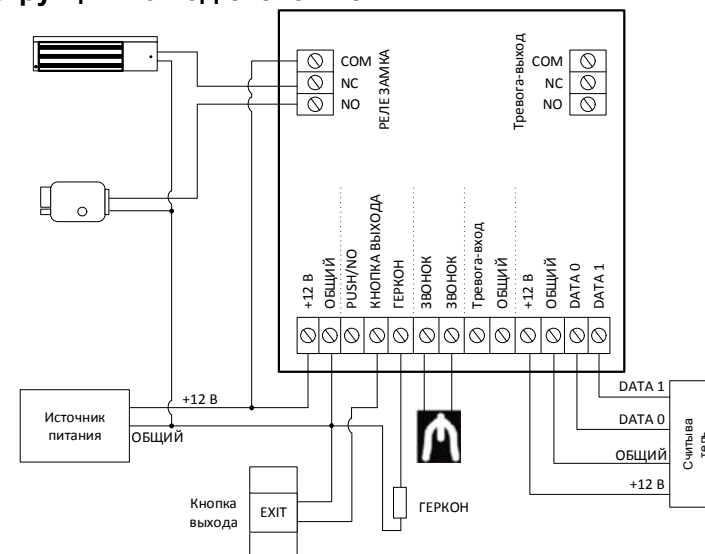 COM
NC
NO
РЕЛЕ ЗАМКА
Тревога-выход
COM
NC
NO
+12 В
ОБЩИЙ
PUSH/NO
КНОПКА ВЫХОДА
ГЕРКОН
ЗВОНОК
ЗВОНОК
Тревога-вход
ОБЩИЙ
+12 В
ОБЩИЙ
DATA 0
DATA 1
Источник
питания
+12 В
ОБЩИЙ
Кнопка
выхода
EXIT
ГЕРКОН
DATA 1
DATA 0
ОБЩИЙ
+12 В
Считыва
тель